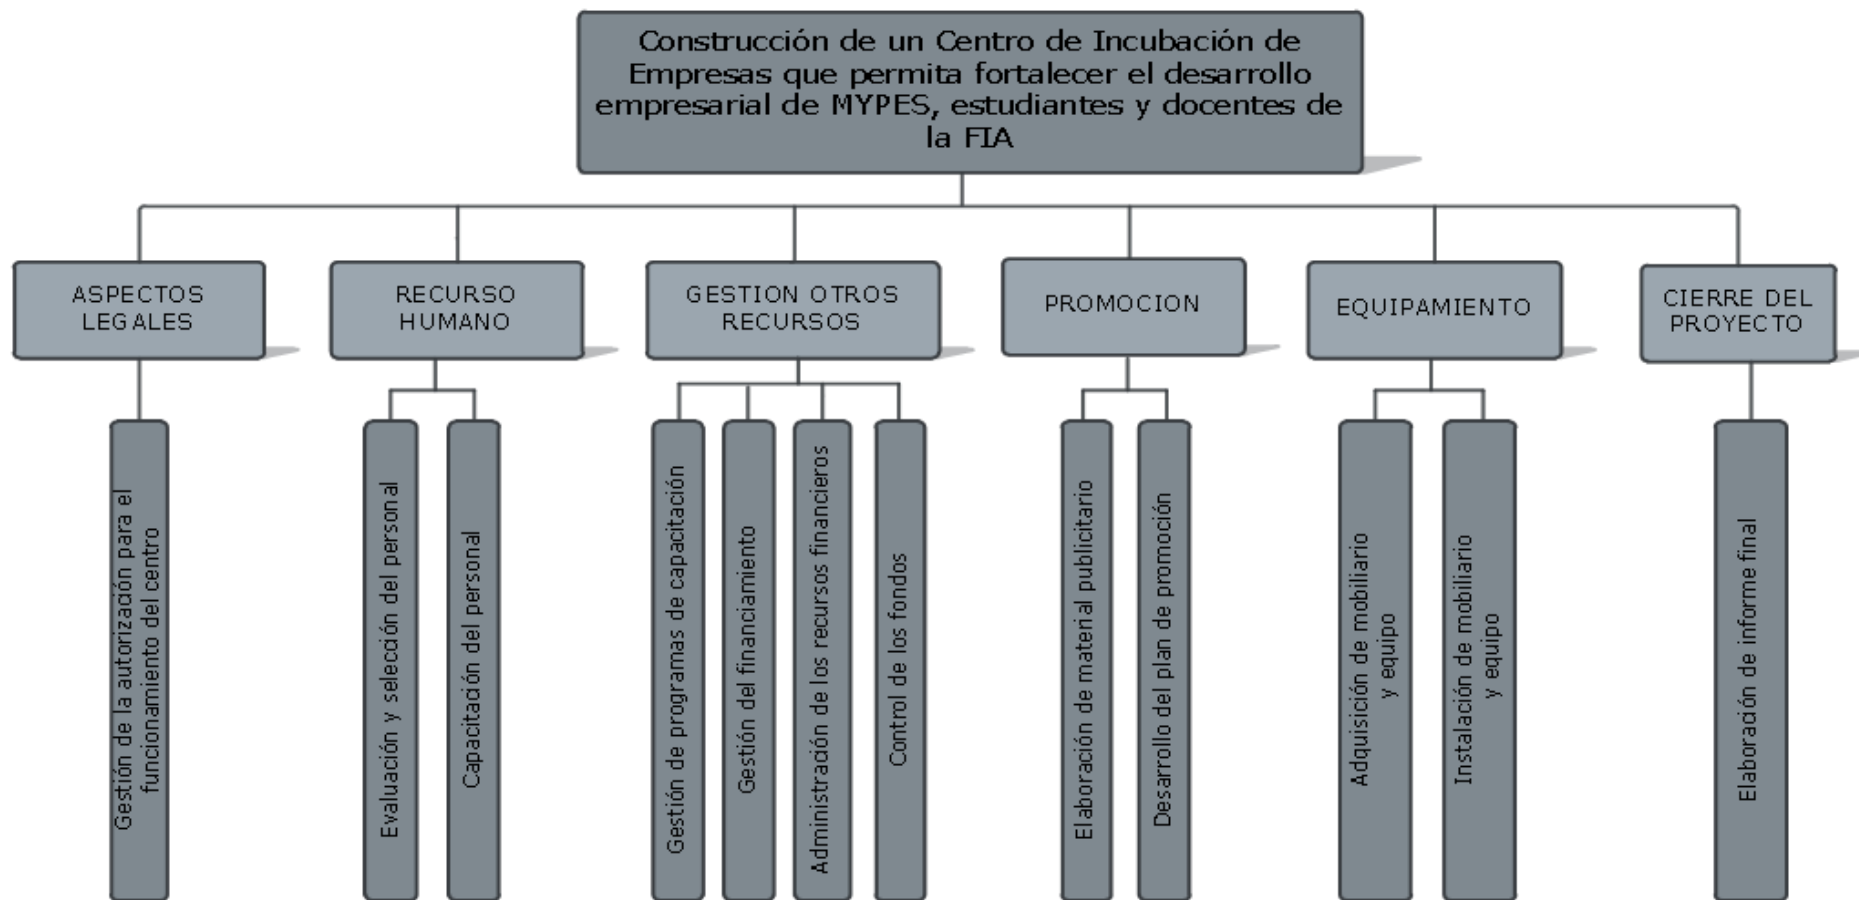 Construcción de un Centro de Incubación de
Empresas que permita fortalecer el desarrollo
empresarial de MYPES, estudiantes y docentes de
la FIA
ASPECTOS
LEGALES
RECURSO
HUMANO
GESTION OTROS
RECURSOS
PROMOCION
EQUIPAMIENTO
CIERRE DEL
PROYECTO
Gestión de la autorización para el
funcionamiento del centro
Evaluación y selección del personal
Capacitación del personal
Gestión de programas de capacitación
Gestión del financiamiento
Administración de los recursos financieros
Control de los fondos
Elaboración de material publicitario
Desarrollo del plan de promoción
Adquisición de mobiliario
y equipo
Instalación de mobiliario
y equipo
Elaboración de informe final